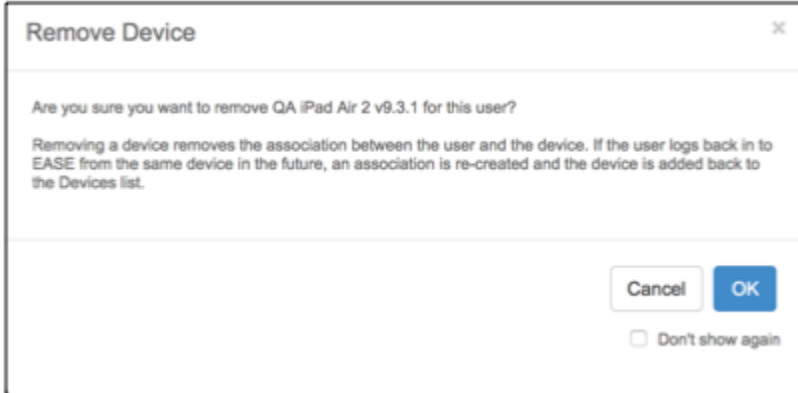 Remove Device
×
Are you sure you want to remove QA iPad Air 2 v9.3.1 for this user?
Removing a device removes the association between the user and the device. If the user logs back in to
EASE from the same device in the future, an association is re-created and the device is added back to
the Devices list.
Cancel
OK
Don't show again